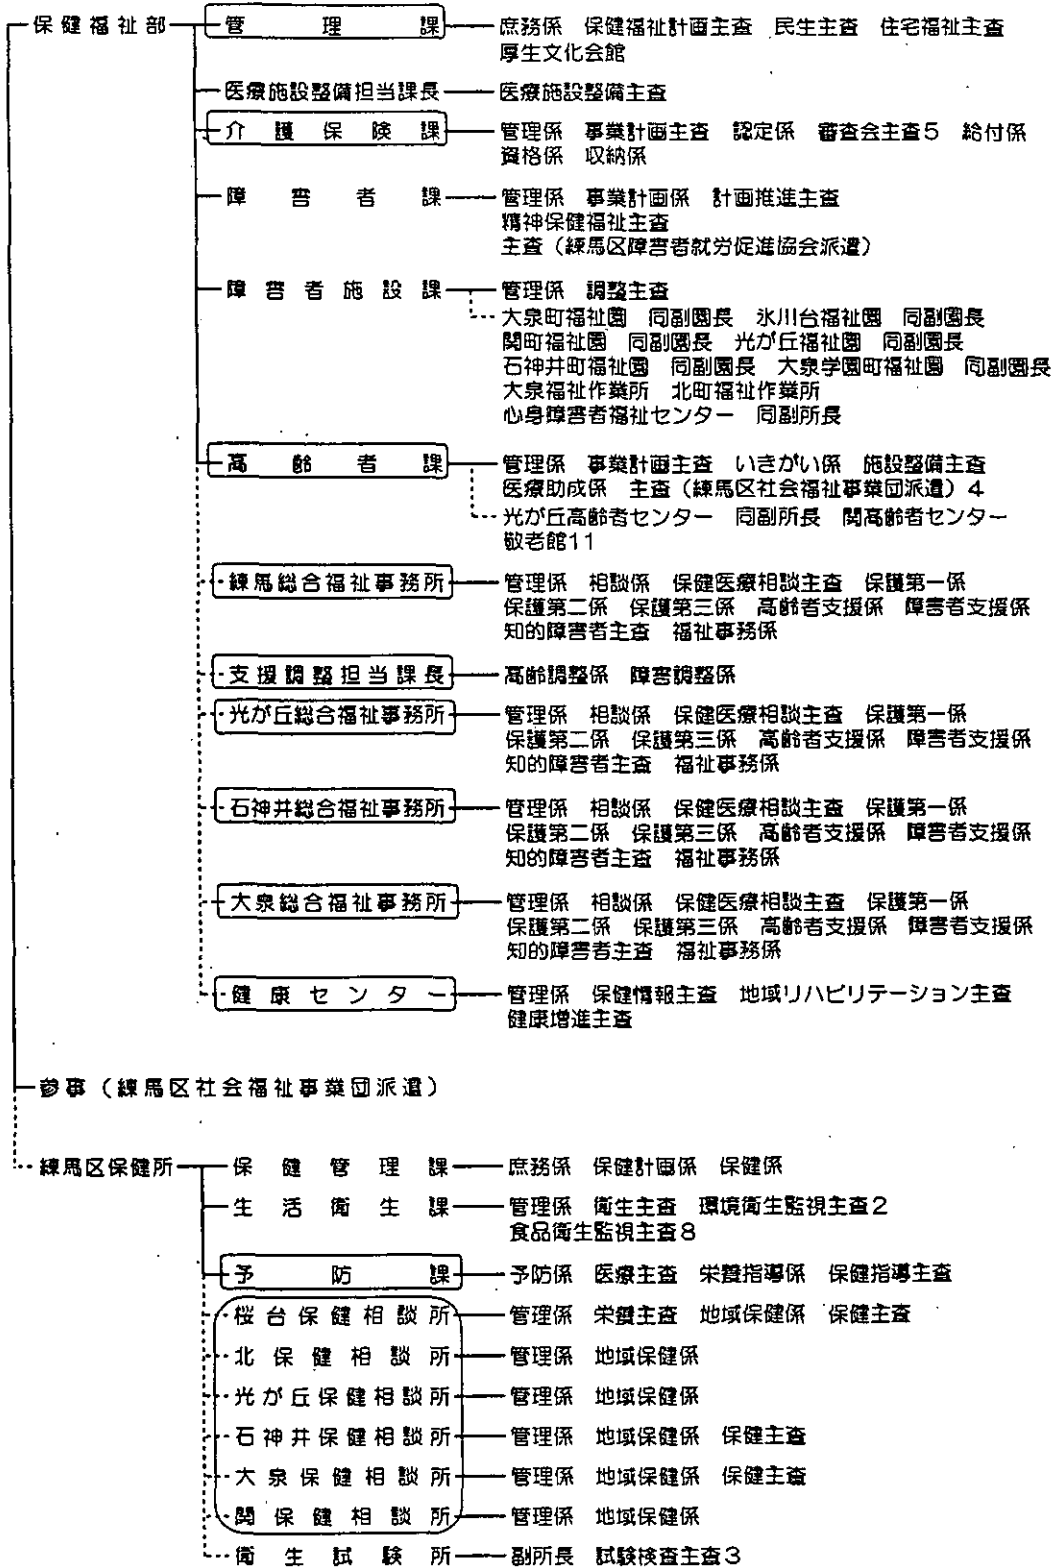 保健福祉部 管理課 庶務係 保健福祉計画主査 民生主査 住宅福祉主査
厚生文化会館
医療施設整備担当課長 医療施設整備主査
介護保険課 管理係 事業計画主査 認定係 審査会主査5 給付係
資格係 収納係
障害者課 管理係 事業計画係 計画推進主査
精神保健福祉主査
主査（練馬区障害者就労促進協会派遣）
障害者施設課 管理係 調整主査
大泉町福祉園 同副園長 氷川台福祉園 同副園長
関町福祉園 同副園長 光が丘福祉園 同副園長
石神井町福祉園 同副園長 大泉学園町福祉園 同副園長
大泉福祉作業所 北町福祉作業所
心身障害者福祉センター 同副所長
高齢者課 管理係 事業計画主査 いきがい係 施設整備主査
医療助成係 主査（練馬区社会福祉事業団派遣）4
光が丘高齢者センター 同副所長 関高齢者センター
敬老館11
練馬総合福祉事務所 管理係 相談係 保健医療相談主査 保護第一係
保護第二係 保護第三係 高齢者支援係 障害者支援係
知的障害者主査 福祉事務係
支援調整担当課長 高齢調整係 障害調整係
光が丘総合福祉事務所 管理係 相談係 保健医療相談主査 保護第一係
保護第二係 保護第三係 高齢者支援係 障害者支援係
知的障害者主査 福祉事務係
石神井総合福祉事務所 管理係 相談係 保健医療相談主査 保護第一係
保護第二係 保護第三係 高齢者支援係 障害者支援係
知的障害者主査 福祉事務係
大泉総合福祉事務所 管理係 相談係 保健医療相談主査 保護第一係
保護第二係 保護第三係 高齢者支援係 障害者支援係
知的障害者主査 福祉事務係
健康センター 管理係 保健情報主査 地域リハビリテーション主査
健康増進主査
参事（練馬区社会福祉事業団派遣）
練馬区保健所 保健管理課 庶務係 保健計画係 保健係
生活衛生課 管理係 衛生主査 環境衛生監視主査2
食品衛生監視主査8
予防課 予防係 医療主査 栄養指導係 保健指導主査
桜台保健相談所 管理係 栄養主査 地域保健係 保健主査
北保健相談所 管理係 地域保健係
光が丘保健相談所 管理係 地域保健係
石神井保健相談所 管理係 地域保健係 保健主査
大泉保健相談所 管理係 地域保健係 保健主査
関保健相談所 管理係 地域保健係
衛生試験所 副所長 試験検査主査3